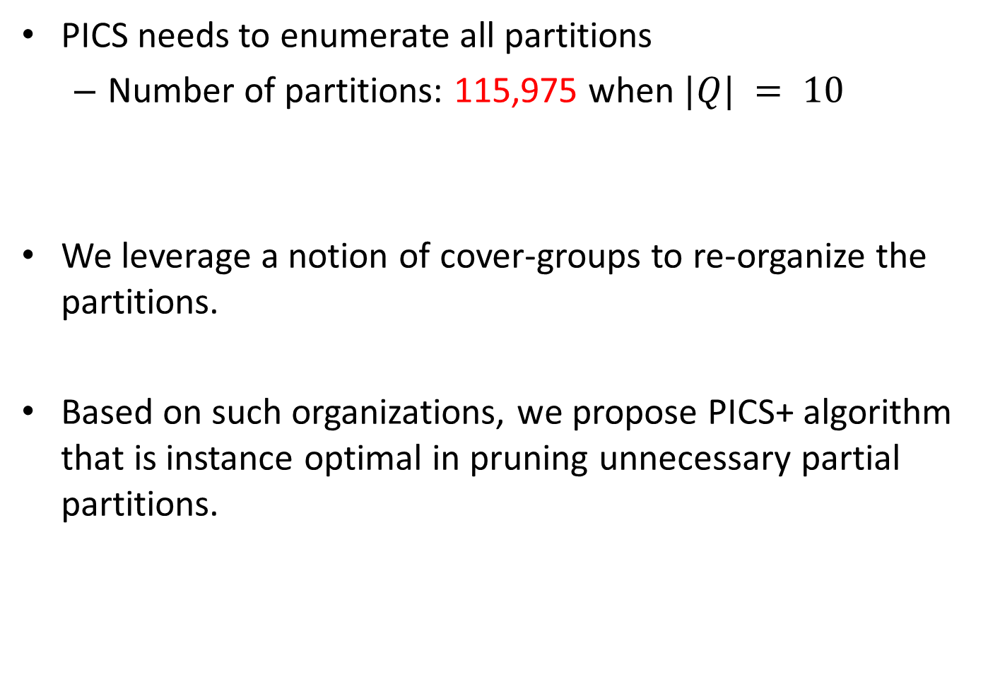 • PICS needs to enumerate all partitions
– Number of partitions: 115,975 when |Q| = 10
• We leverage a notion of cover-groups to re-organize the
partitions.
• Based on such organizations, we propose PICS+ algorithm
that is instance optimal in pruning unnecessary partial
partitions.